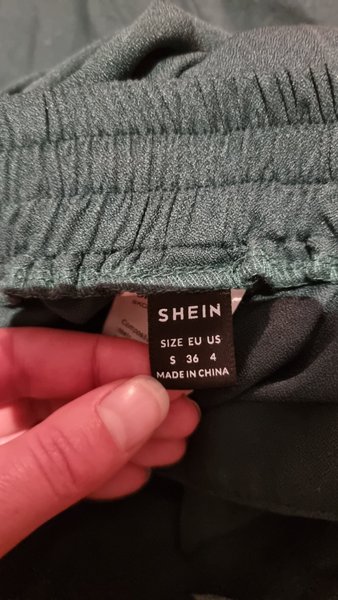 SHEIN
SIZE EU US
S 36 4
MADE IN CHINA